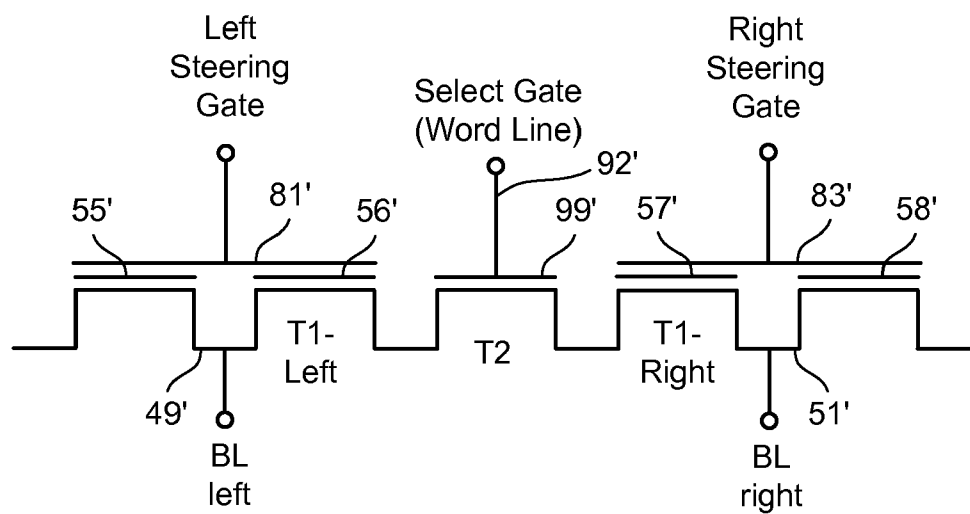 Left
Steering
Gate
Right
Steering
Gate
Select Gate
(Word Line)
92'
55'
81'
56'
99'
57'
83'
58'
T1-
Left
T2
T1-
Right
49'
51'
BL
left
BL
right